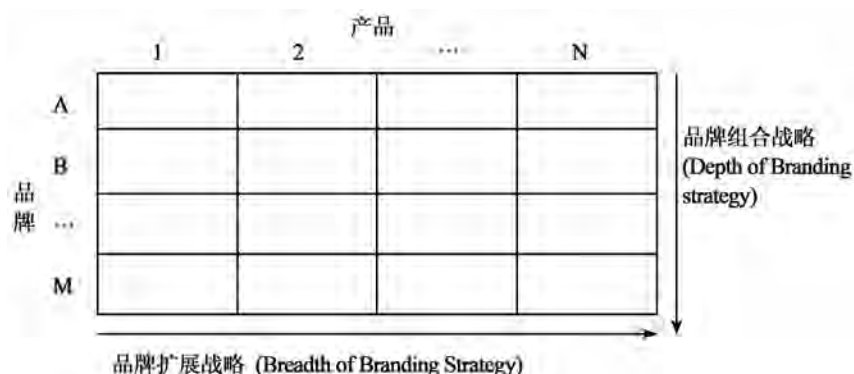 产品
1 2 … N
A
B
品牌 …
M
品牌组合战略
(Depth of Branding
strategy)
品牌扩展战略 (Breadth of Branding Strategy)